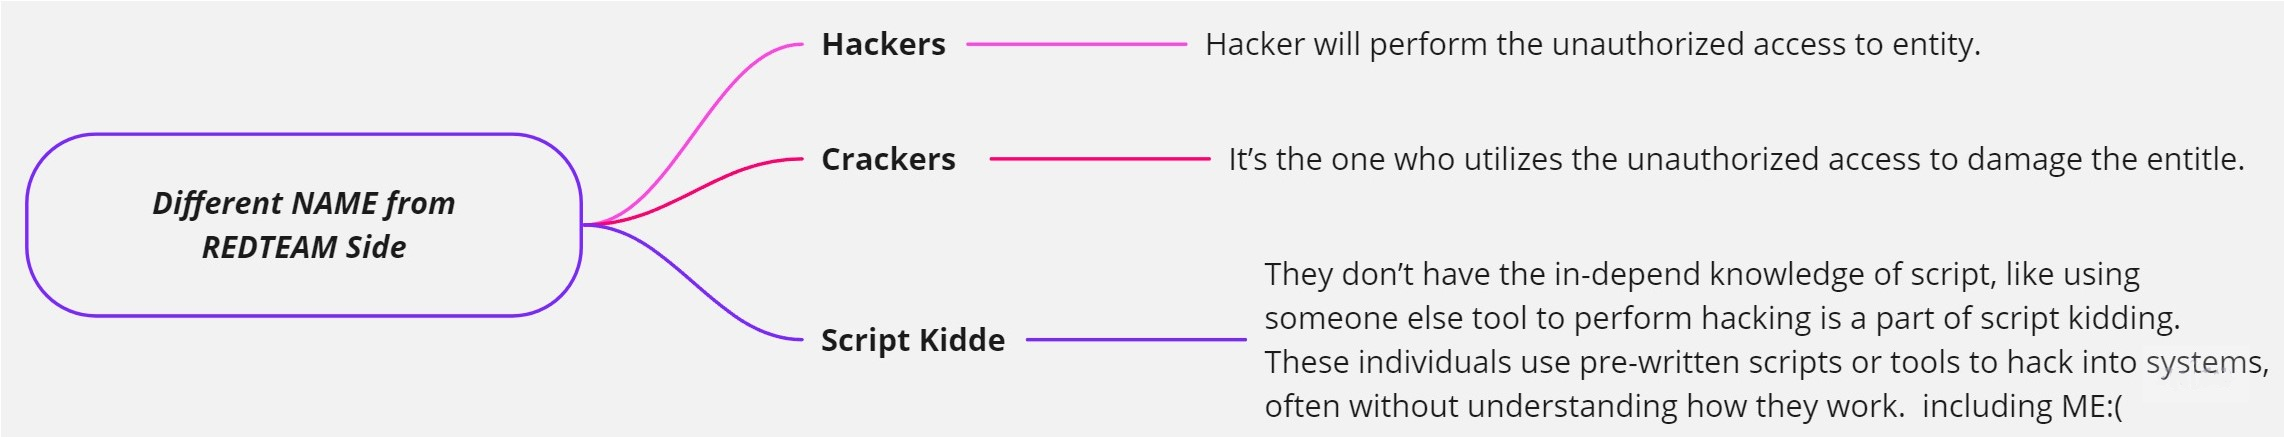 Different NAME from
REDTEAM Side
Hackers
Hacker will perform the unauthorized access to entity.
Crackers
It’s the one who utilizes the unauthorized access to damage the entitle.
Script Kidde
They don’t have the in-depend knowledge of script, like using
someone else tool to perform hacking is a part of script kidding.
These individuals use pre-written scripts or tools to hack into systems,
often without understanding how they work.  including ME:(